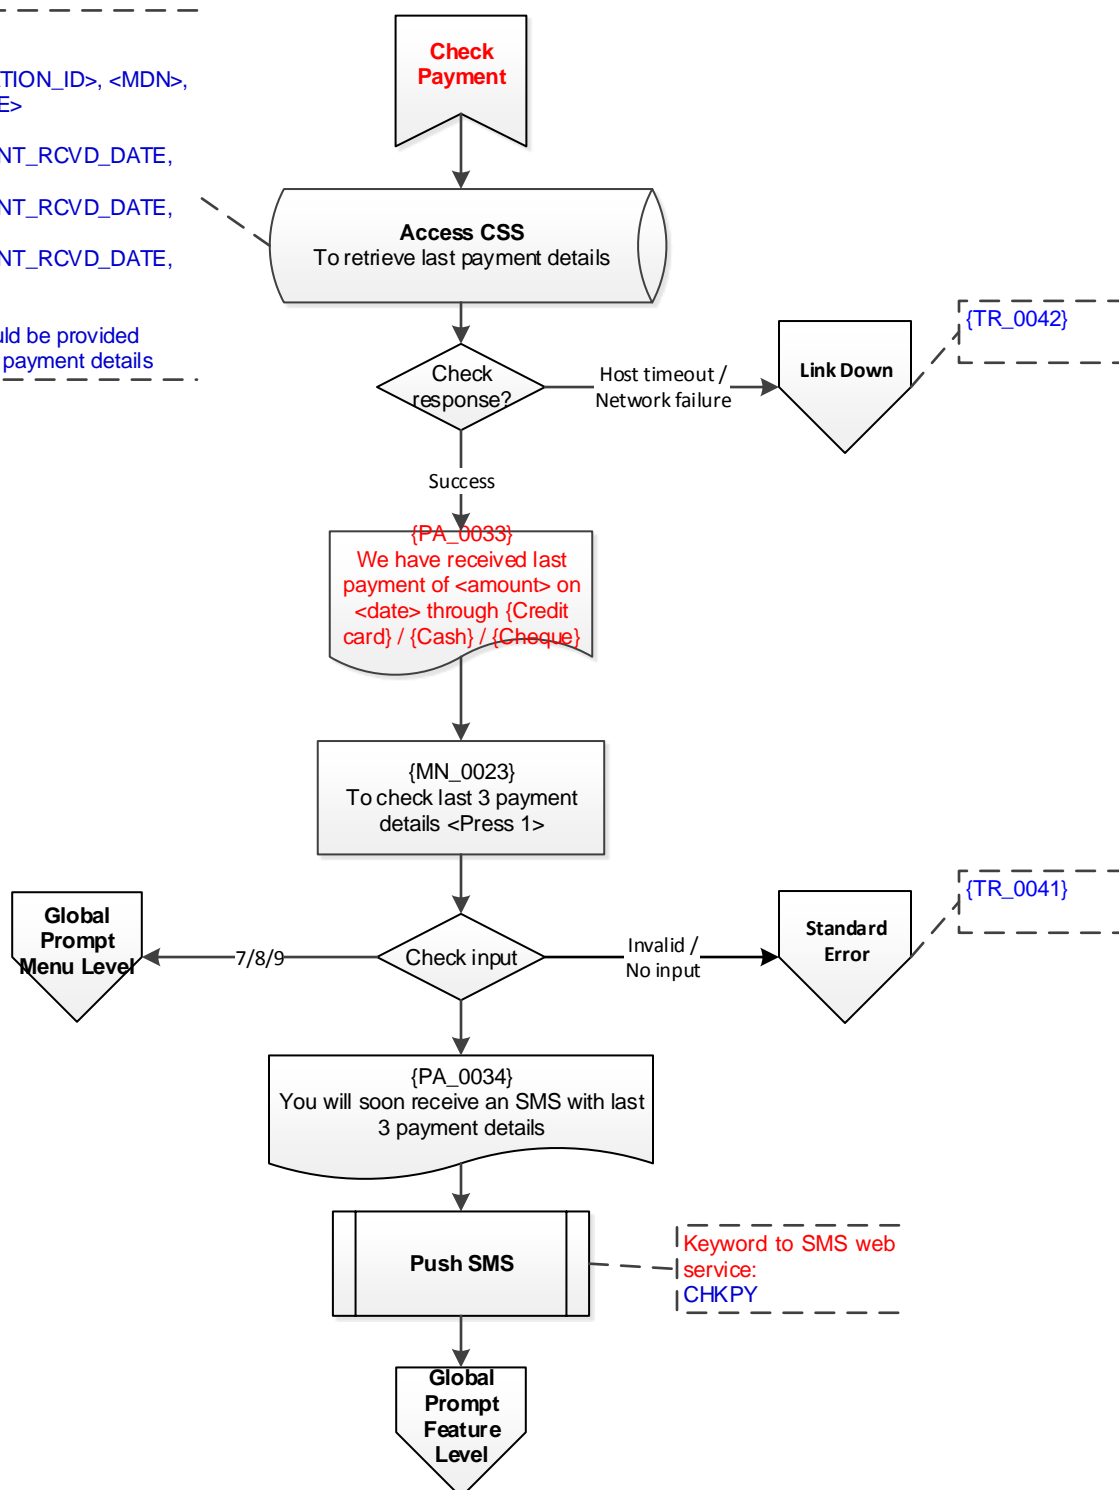 Check
Payment
TION_ID>, <MDN>,
E>
NT_RCVD_DATE,
NT_RCVD_DATE,
NT_RCVD_DATE,
uld be provided
payment details
Access CSS
To retrieve last payment details
{TR_0042}
Check
response?
Host timeout /
Network failure
Link Down
Success
{PA_0033}
We have received last
payment of <amount> on
<date> through {Credit
card} / {Cash} / {Cheque}
{MN_0023}
To check last 3 payment
details <Press 1>
{TR_0041}
Global
Prompt
Menu Level
7/8/9
Check input
Invalid /
No input
Standard
Error
{PA_0034}
You will soon receive an SMS with last
3 payment details
Push SMS
Keyword to SMS web
service:
CHKPY
Global
Prompt
Feature
Level